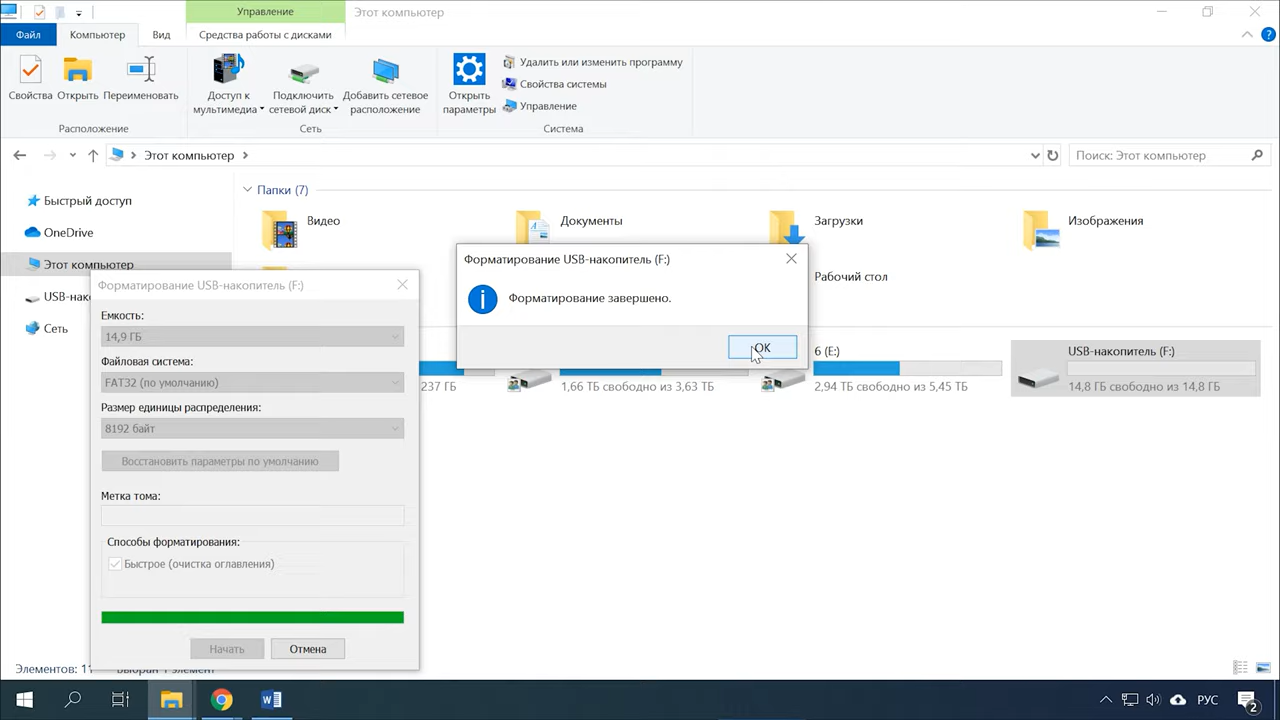 Управление
Этот компьютер
Файл
Компьютер
Вид
Средства работы с дисками
Свойства
Открыть
Переименовать
Доступ к
мультимедиа
Подключить
сетевой диск
Добавить сетевое
расположение
Открыть
параметры
Удалить или изменить программу
Свойства системы
Управление
Расположение
Сеть
Система
Этот компьютер
Поиск: Этот компьютер
Быстрый доступ
OneDrive
Этот компьютер
USB-нак
Сеть
Папки (7)
Видео
Документы
Загрузки
Изображения
Рабочий стол
237 ГБ
1,66 ТБ свободно из 3,63 ТБ
6 (E:)
2,94 ТБ свободно из 5,45 ТБ
USB-накопитель (F:)
14,8 ГБ свободно из 14,8 ГБ
Форматирование USB-накопитель (F:)
Форматирование завершено.
OK
Форматирование USB-накопитель (F:)
Емкость:
14,9 ГБ
Файловая система:
FAT32 (по умолчанию)
Размер единицы распределения:
8192 байт
Восстановить параметры по умолчанию
Метка тома:
Способы форматирования:
Быстрое (очистка оглавления)
Начать
Отмена
Элементов: 11
РУС
2